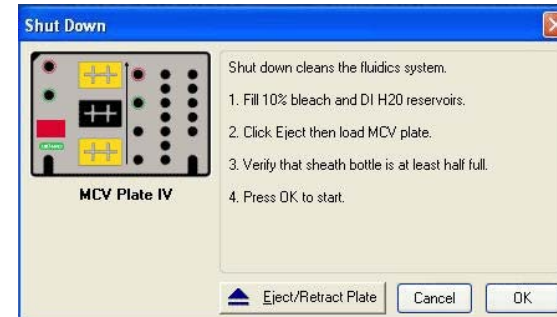 Shut Down
Shut down cleans the fluidics system.
1. Fill 10% bleach and DI H20 reservoirs.
2. Click Eject then load MCV plate.
3. Verify that sheath bottle is at least half full.
4. Press OK to start.
MCV Plate IV
Eject/Retract Plate
Cancel
OK